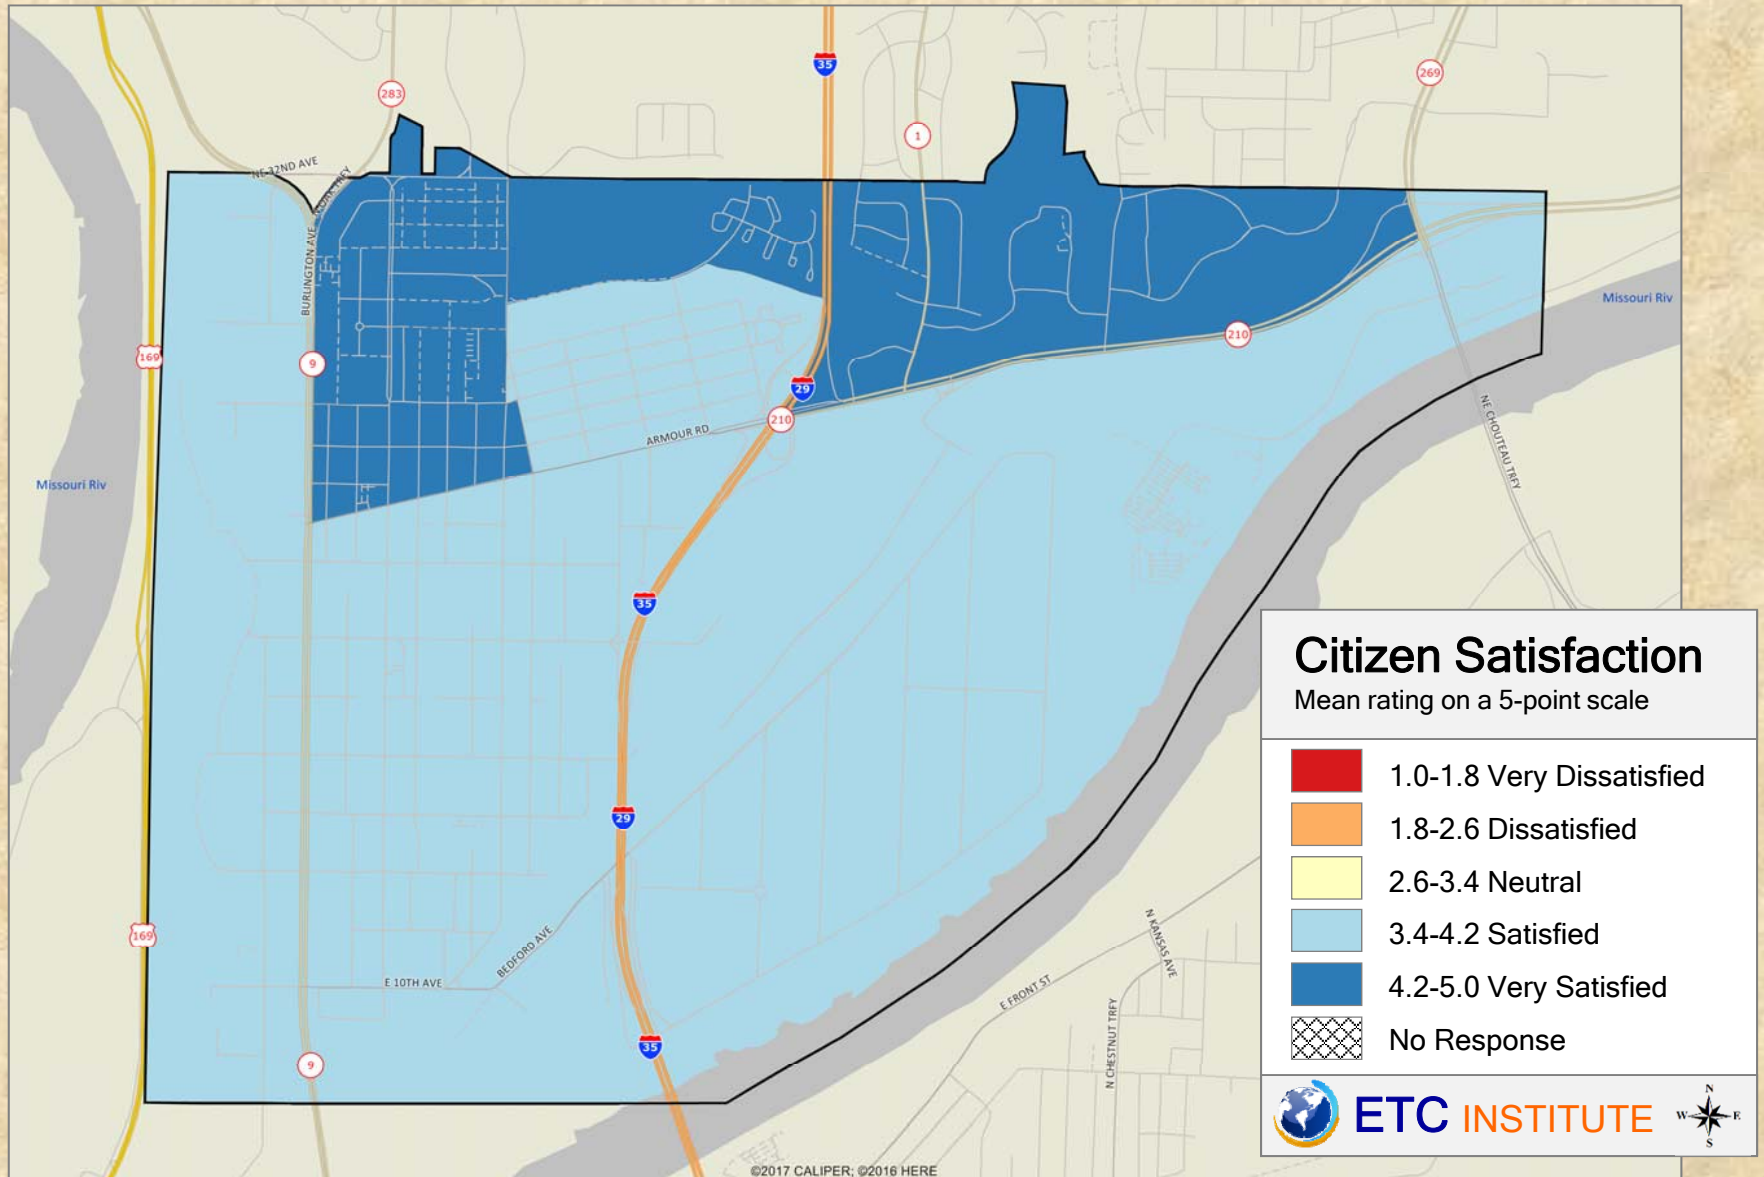 35
283
269
1
NE 32ND AVE
OAK TRFY
BURLINGTON AVE
Missouri Riv
169
9
210
29
210
ARMOUR RD
NE CHOUTEAU TRFY
Missouri Riv
35
29
169
N KANSAS AVE
BEDFORD AVE
E 10TH AVE
E FRONT ST
N CHESTNUT TRFY
35
9
©2017 CALIPER; ©2016 HERE
Citizen Satisfaction
Mean rating on a 5-point scale
1.0-1.8 Very Dissatisfied
1.8-2.6 Dissatisfied
2.6-3.4 Neutral
3.4-4.2 Satisfied
4.2-5.0 Very Satisfied
No Response
ETC INSTITUTE
N
W E
S